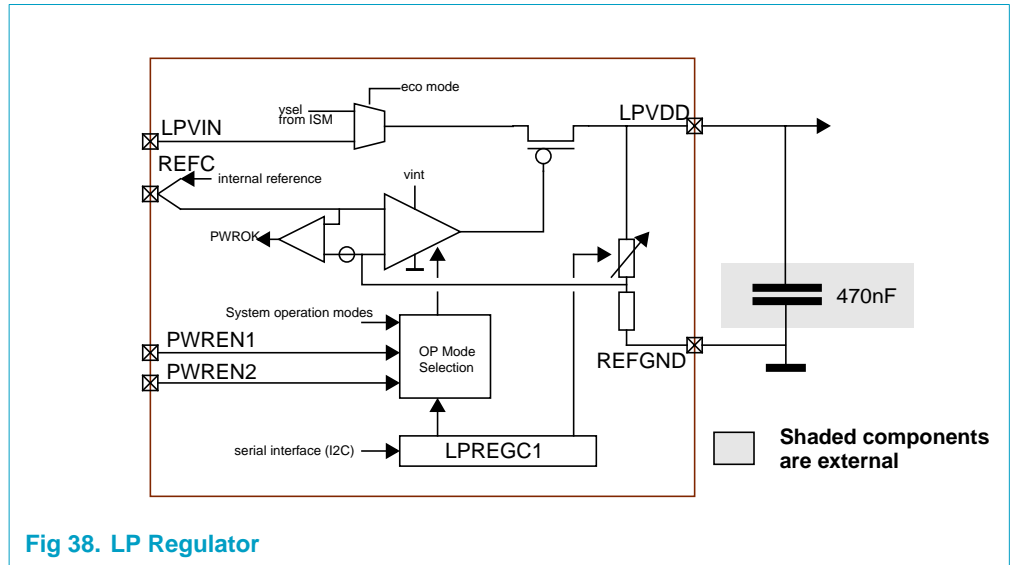 eco mode
ysel
from ISM
LPVDD
LPVIN
REFC
internal reference
vint
PWROK
470nF
System operation modes
PWREN1
OP Mode
Selection
REFGND
PWREN2
serial interface (I2C)
LPREGC1
Shaded components
are external
Fig 38. LP Regulator